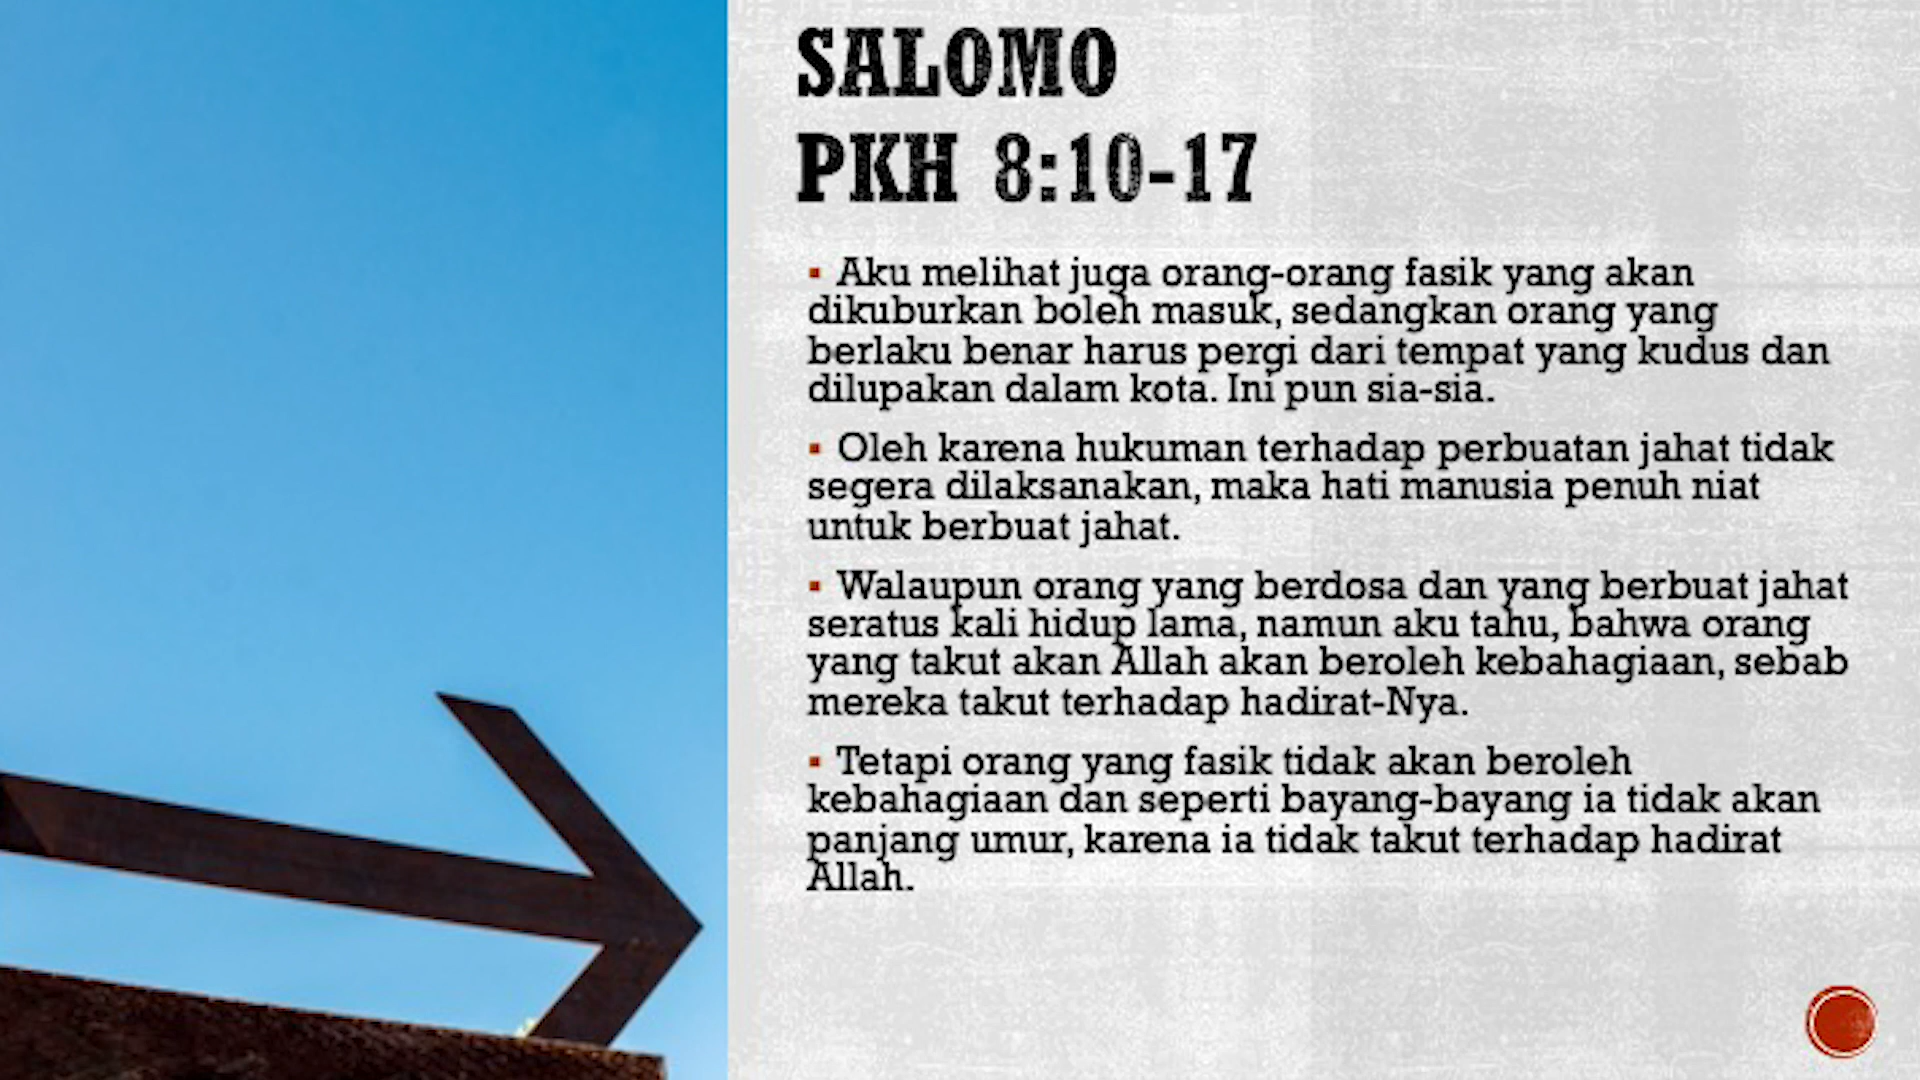 SALOMO
PKH 8:10-17
▪ Aku melihat juga orang-orang fasik yang akan
dikuburkan boleh masuk, sedangkan orang yang
berlaku benar harus pergi dari tempat yang kudus dan
dilupakan dalam kota. Ini pun sia-sia.
▪ Oleh karena hukuman terhadap perbuatan jahat tidak
segera dilaksanakan, maka hati manusia penuh niat
untuk berbuat jahat.
▪ Walaupun orang yang berdosa dan yang berbuat jahat
seratus kali hidup lama, namun aku tahu, bahwa orang
yang takut akan Allah akan beroleh kebahagiaan, sebab
mereka takut terhadap hadirat-Nya.
▪ Tetapi orang yang fasik tidak akan beroleh
kebahagiaan dan seperti bayang-bayang ia tidak akan
panjang umur, karena ia tidak takut terhadap hadirat
Allah.